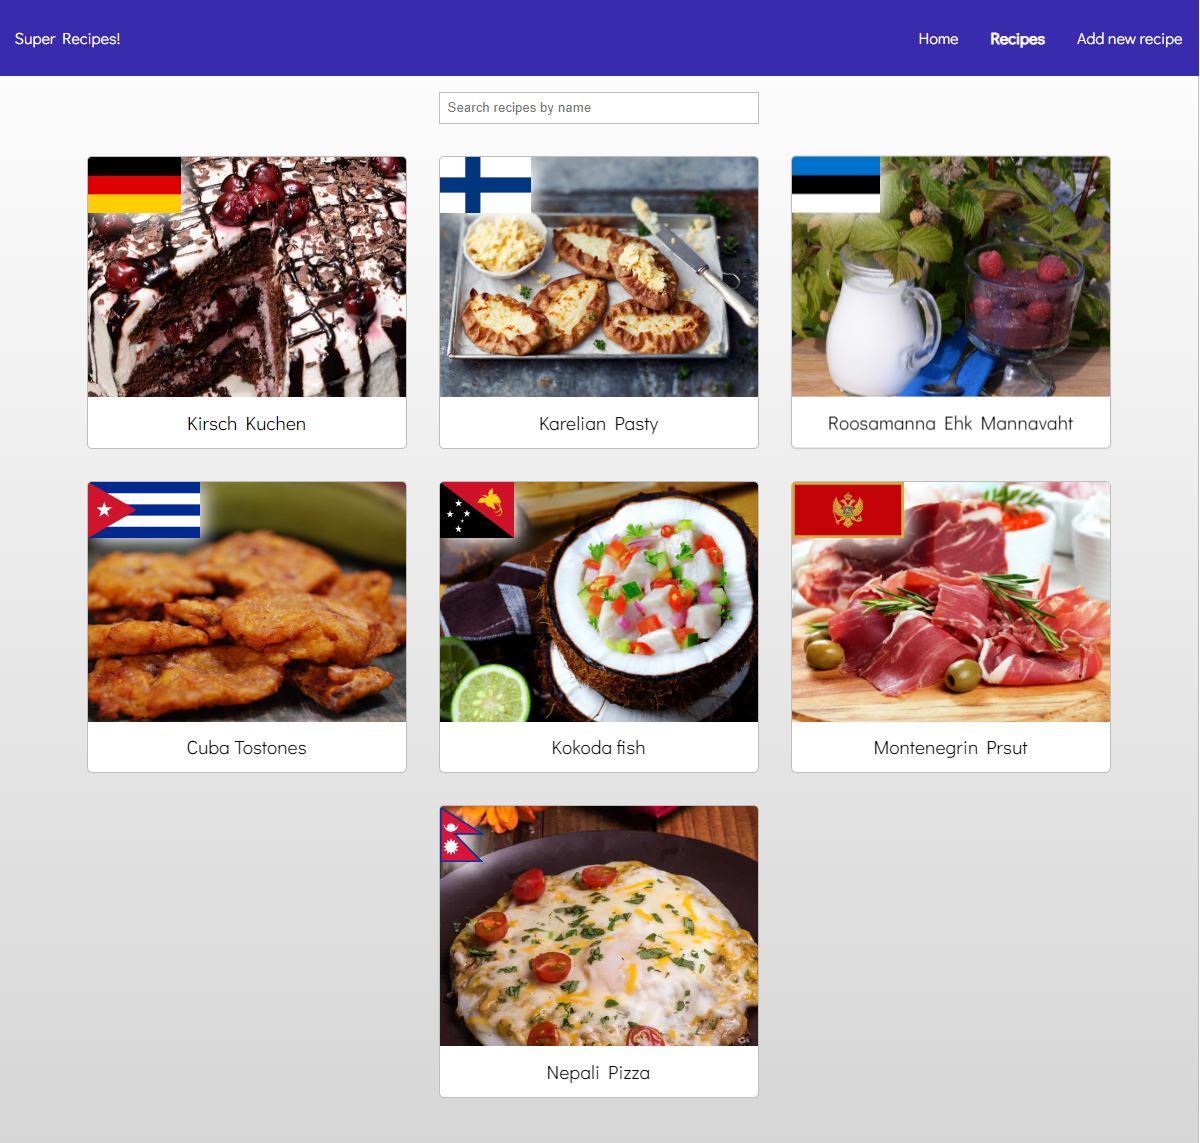 Super Recipes!
Home
Recipes
Add new recipe
Search recipes by name
Kirsch Kuchen
Karelian Pasty
Roosamanna Ehk Mannavaht
Cuba Tostones
Kokoda fish
Montenegrin Prsut
Nepali Pizza